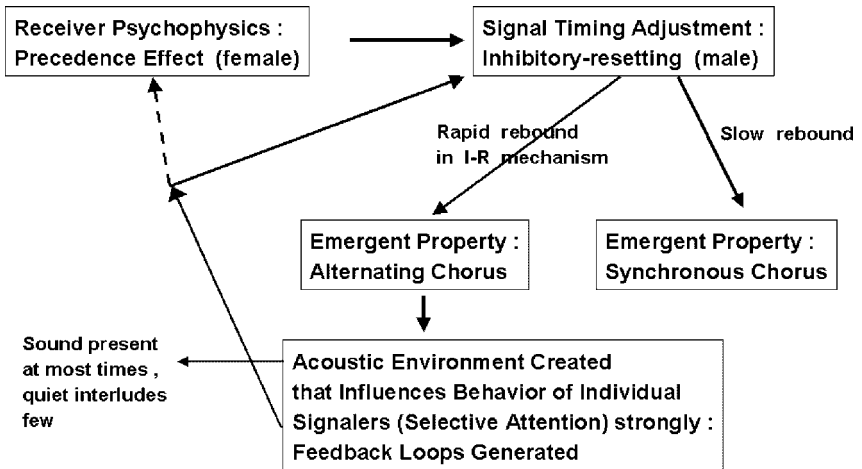 Receiver Psychophysics :
Precedence Effect (female)
Signal Timing Adjustment :
Inhibitory-resetting (male)
Rapid rebound
in I-R mechanism
Slow rebound
Emergent Property :
Alternating Chorus
Emergent Property :
Synchronous Chorus
Sound present
at most times ,
quiet interludes
few
Acoustic Environment Created
that Influences Behavior of Individual
Signalers (Selective Attention) strongly :
Feedback Loops Generated